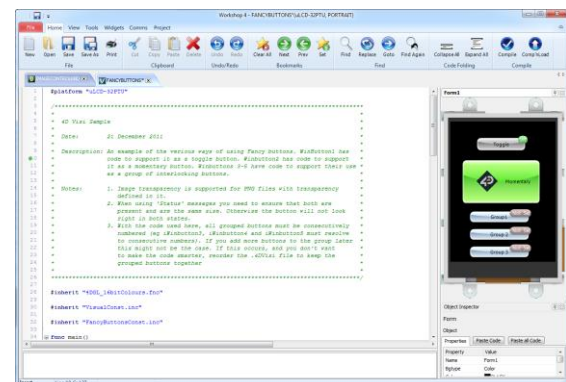 Workshop 4 - FANCYBUTTONS*(uLCD-32PTU, PORTRAIT)
File Home View Tools Widgets Comms Project
New Open Save Save As Print Cut Copy Paste Delete Undo Redo Clear All Next Prev Set Find Replace Goto Find Again Collapse All Expand All Compile
File Clipboard Undo/Redo Bookmarks Find Code Folding Compile
FANCYBUTTONS* x
#platform "uLCD-32PTU"
4D Visi Sample
Date: 2: December 2011
Description: An example of the various ways of using Fancy buttons. WinButton1 has
code to support it as a toggle button. Winbutton2 has code to support
it as a momentary button. Winbuttons 3-5 have code to support their use
as a group of interlocking buttons.
Notes: 1. Image transparency is supported for PNG files with transparency
defined in it.
2. When using 'Status' messages you need to ensure that both are
present and are the same size. Otherwise the button will not look
right in both states.
3. With the code used here, all grouped buttons must be consecutively
numbered (eg iWinbutton3, iWinbutton4 and iWinbutton5 must resolve
to consecutive numbers). If you add more buttons to the group later
this might not be the case. If this occurs, and you don't want
to make the code smarter, reorder the .4DVisi file to keep the
grouped buttons together
#inherit "4DGL_16bitColours.fnc"
#inherit "VisualConst.inc"
#inherit "FancyButtonsConst.inc"
func main()
Form1
Toggle
4D Momentary
Group1
Group 2
Group 3
Object Inspector
Form
Object
Properties Paste Code Paste all Code
Property Value
Name Form1
Bgtype Color